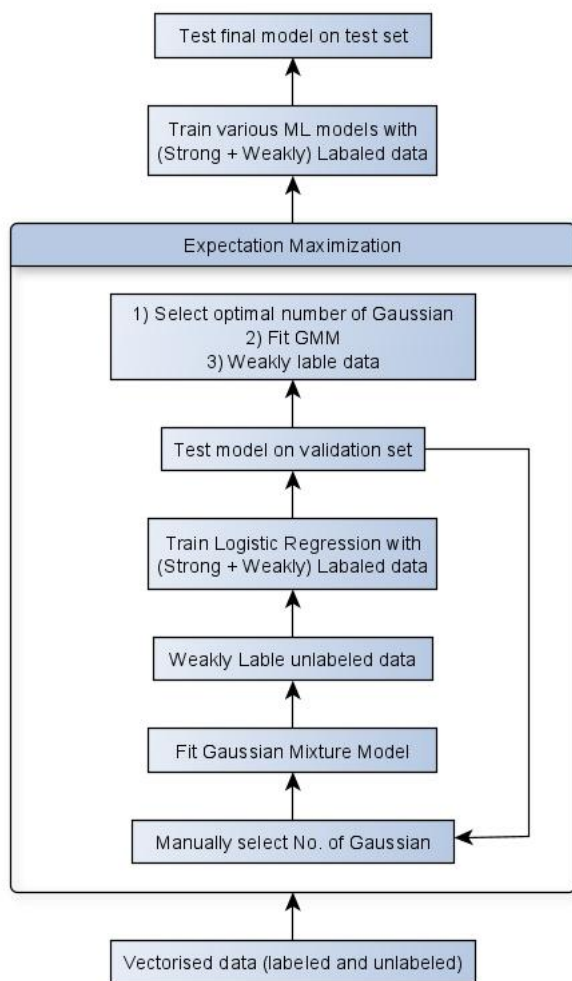 Test final model on test set
Train various ML models with
(Strong + Weakly) Labaled data
Expectation Maximization
1) Select optimal number of Gaussian
2) Fit GMM
3) Weakly lable data
Test model on validation set
Train Logistic Regression with
(Strong + Weakly) Labaled data
Weakly Lable unlabeled data
Fit Gaussian Mixture Model
Manually select No. of Gaussian
Vectorised data (labeled and unlabeled)